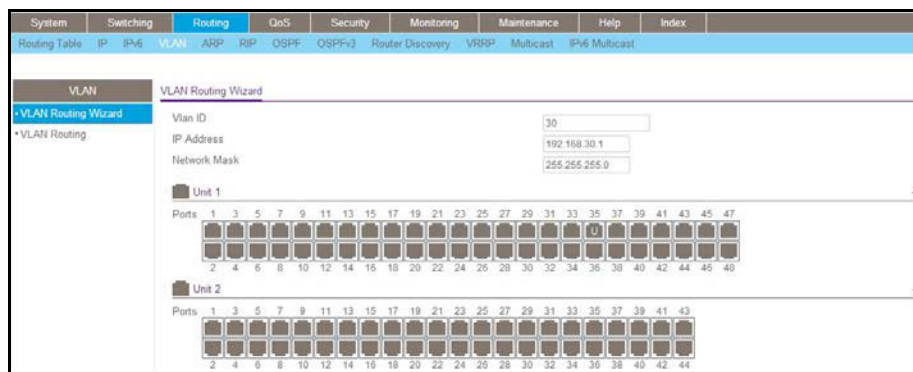 System Switching Routing QoS Security Monitoring Maintenance Help Index
Routing Table IP IPv6 VLAN ARP RIP OSPF OSPFv3 Router Discovery VRRP Multicast IPv6 Multicast
VLAN
VLAN Routing Wizard
VLAN Routing
VLAN Routing Wizard
Vlan ID 30
IP Address 192.168.30.1
Network Mask 255.255.255.0
Unit 1
Ports 1 3 5 7 9 11 13 15 17 19 21 23 25 27 29 31 33 35 37 39 41 43 45 47
U
2 4 6 8 10 12 14 16 18 20 22 24 26 28 30 32 34 36 38 40 42 44 46 48
Unit 2
Ports 1 3 5 7 9 11 13 15 17 19 21 23 25 27 29 31 33 35 37 39 41 43
2 4 6 8 10 12 14 16 18 20 22 24 26 28 30 32 34 36 38 40 42 44